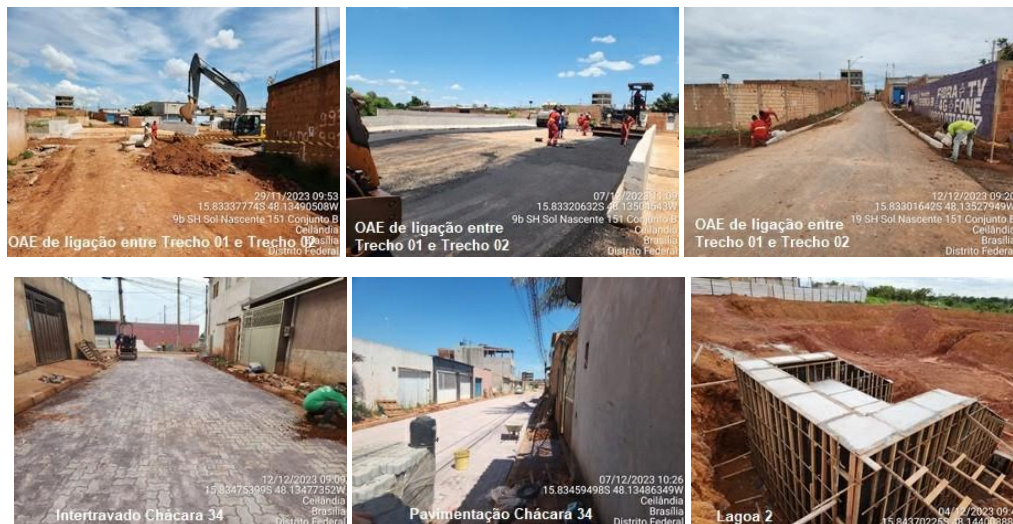 29/11/2023 09:53
15.83337774S 48.13490508W
9b SH Sol Nascente 151 Conjunto B
Ceilândia
Brasília
OAE de ligação entre Trecho 01 e Trecho 02
Distrito Federal
07/12/2023
15.83320632S
9b SH Sol Nascente 151 Conjunto B
Ceilândia
Brasília
Distrito Federal
OAE de ligação entre
Trecho 01 e Trecho 02
FIBRA TV
4G FONE
12/12/2023 09:20
15.83301642S 48.13527949W
19 SH Sol Nascente 151 Conjunto B
Ceilândia
Brasília
Distrito Federal
OAE de ligação entre
Trecho 01 e Trecho 02
12/12/2023 09:09
15.83475399S 48.13477352W
Ceilândia
Brasília
Distrito Federal
Intertravado Chácara 34
07/12/2023 10:26
15.83459498S 48.13486349W
Ceilândia
Brasília
Distrito Federal
Pavimentação Chácara 34
04/12/2023
Lagoa 2